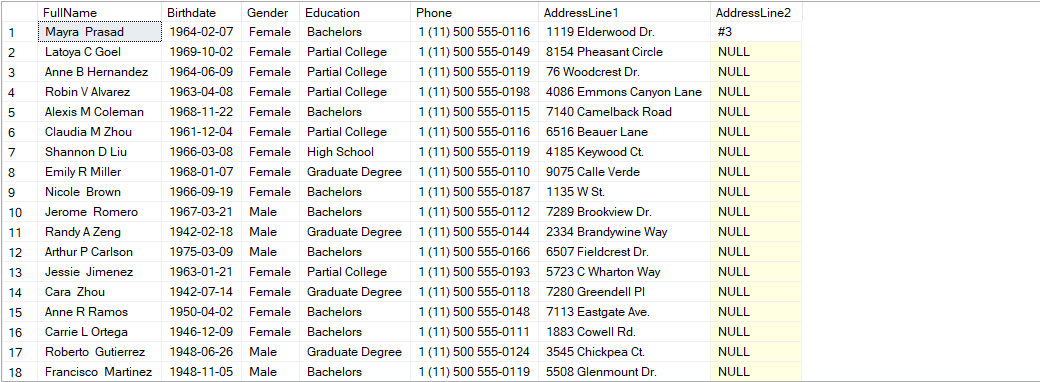 FullName Birthdate Gender Education Phone AddressLine1 AddressLine2
1 Mayra  Prasad 1964-02-07 Female Bachelors 1 (11) 500 555-0116 1119 Elderwood Dr. #3
2 Latoya C Goel 1969-10-02 Female Partial College 1 (11) 500 555-0149 8154 Pheasant Circle NULL
3 Anne B Hernandez 1964-06-09 Female Partial College 1 (11) 500 555-0119 76 Woodcrest Dr. NULL
4 Robin V Alvarez 1963-04-08 Female Partial College 1 (11) 500 555-0198 4086 Emmons Canyon Lane NULL
5 Alexis M Coleman 1968-11-22 Female Bachelors 1 (11) 500 555-0115 7140 Camelback Road NULL
6 Claudia M Zhou 1961-12-04 Female Partial College 1 (11) 500 555-0116 6516 Beauer Lane NULL
7 Shannon D Liu 1966-03-08 Female High School 1 (11) 500 555-0119 4185 Keywood Ct. NULL
8 Emily R Miller 1968-01-07 Female Graduate Degree 1 (11) 500 555-0110 9075 Calle Verde NULL
9 Nicole  Brown 1966-09-19 Female Bachelors 1 (11) 500 555-0187 1135 W St. NULL
10 Jerome  Romero 1967-03-21 Male Bachelors 1 (11) 500 555-0112 7289 Brookview Dr. NULL
11 Randy A Zeng 1942-02-18 Male Graduate Degree 1 (11) 500 555-0144 2334 Brandywine Way NULL
12 Arthur P Carlson 1975-03-09 Male Bachelors 1 (11) 500 555-0166 6507 Fieldcrest Dr. NULL
13 Jessie  Jimenez 1963-01-21 Female Partial College 1 (11) 500 555-0193 5723 C Wharton Way NULL
14 Cara  Zhou 1942-07-14 Female Graduate Degree 1 (11) 500 555-0118 7280 Greendell Pl NULL
15 Anne R Ramos 1950-04-02 Female Bachelors 1 (11) 500 555-0148 7113 Eastgate Ave. NULL
16 Carrie L Ortega 1946-12-09 Female Bachelors 1 (11) 500 555-0111 1883 Cowell Rd. NULL
17 Roberto  Gutierrez 1948-06-26 Male Graduate Degree 1 (11) 500 555-0124 3545 Chickpea Ct. NULL
18 Francisco  Martinez 1948-11-05 Male Bachelors 1 (11) 500 555-0119 5508 Glenmount Dr. NULL